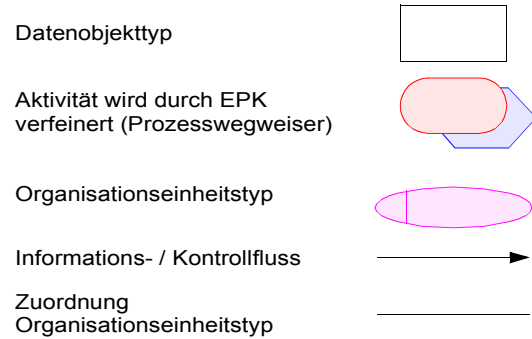 Datenobjekttyp
Aktivität wird durch EPK
verfeinert (Prozesswegweiser)
Organisationseinheitstyp
Informations- / Kontrollfluss
Zuordnung
Organisationseinheitstyp